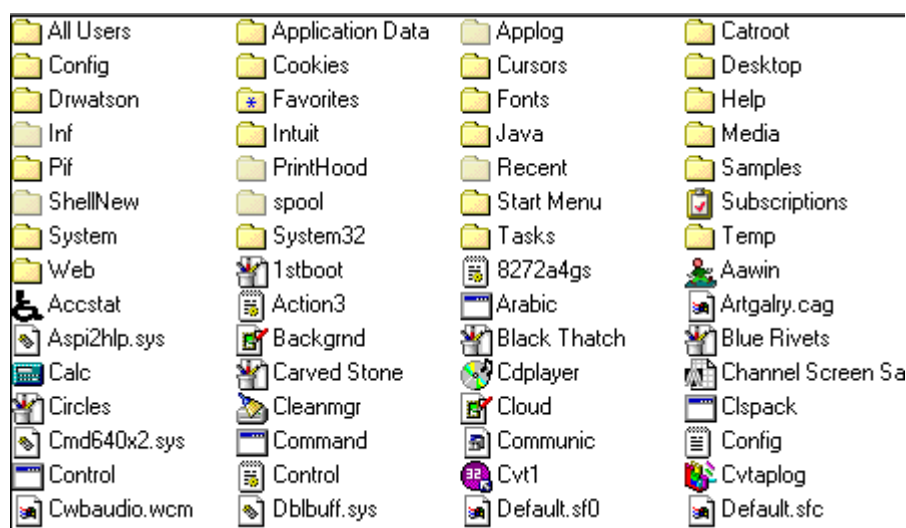 All Users Application Data Applog Catroot
Config Cookies Cursors Desktop
Drwatson Favorites Fonts Help
Inf Intuit Java Media
Pif PrintHood Recent Samples
ShellNew spool Start Menu Subscriptions
System System32 Tasks Temp
Web 1stboot 8272a4gs Aawin
Accstat Action3 Arabic Artgalry.cag
Aspi2hlp.sys Backgrnd Black Thatch Blue Rivets
Calc Carved Stone Cdplayer Channel Screen Sa
Circles Cleanmgr Cloud Clspack
Cmd640x2.sys Command Communic Config
Control Control Cvt1 Cvtaplog
Cwbaudio.wcm Dblbuff.sys Default.sf0 Default.sfc